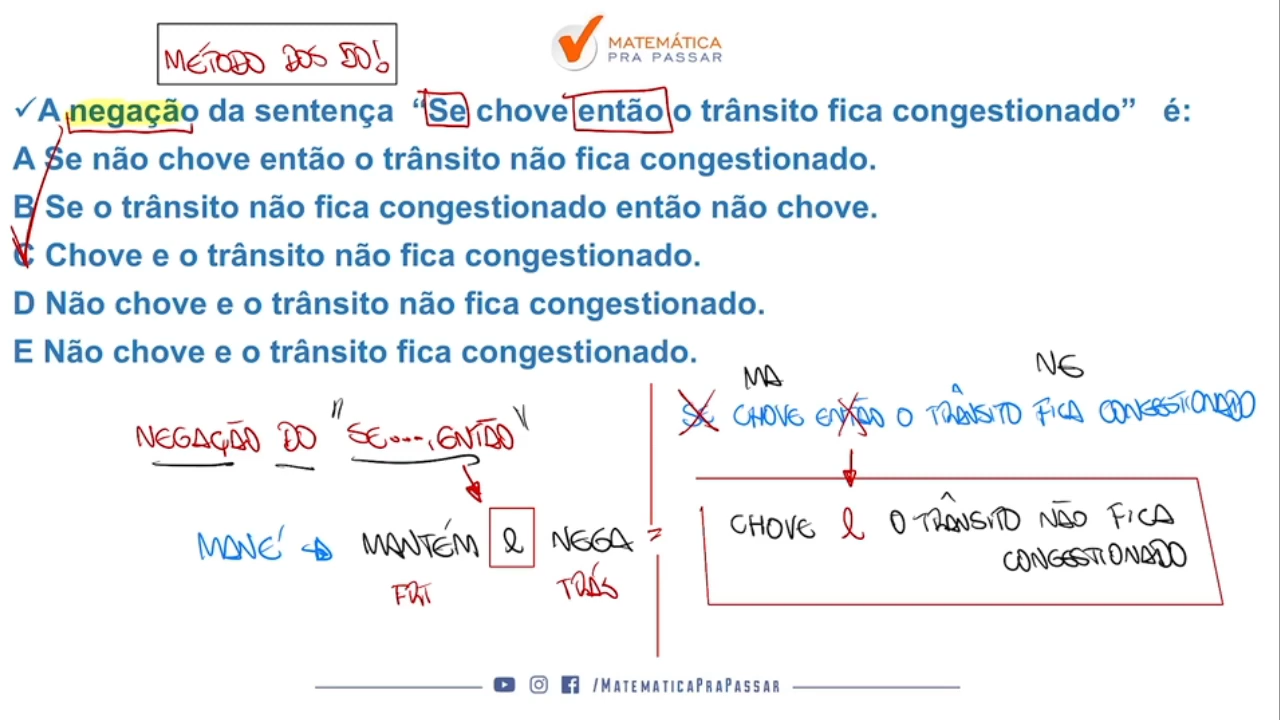 MÉTODO DOS 50!
MATEMÁTICA
PRA PASSAR
✓A negação da sentença “Se chove então o trânsito fica congestionado” é:
A Se não chove então o trânsito não fica congestionado.
B Se o trânsito não fica congestionado então não chove.
C Chove e o trânsito não fica congestionado.
D Não chove e o trânsito não fica congestionado.
E Não chove e o trânsito fica congestionado.
NEGAÇÃO DO "SE...,ENTÃO"
MANÉ → MANTÉM e NEGA
FRT TRÁS
MA NE
SE CHOVE ENTÃO O TRÂNSITO FICA CONGESTIONADO
CHOVE e O TRÂNSITO NÃO FICA
CONGESTIONADO
/MatematicaPraPassar